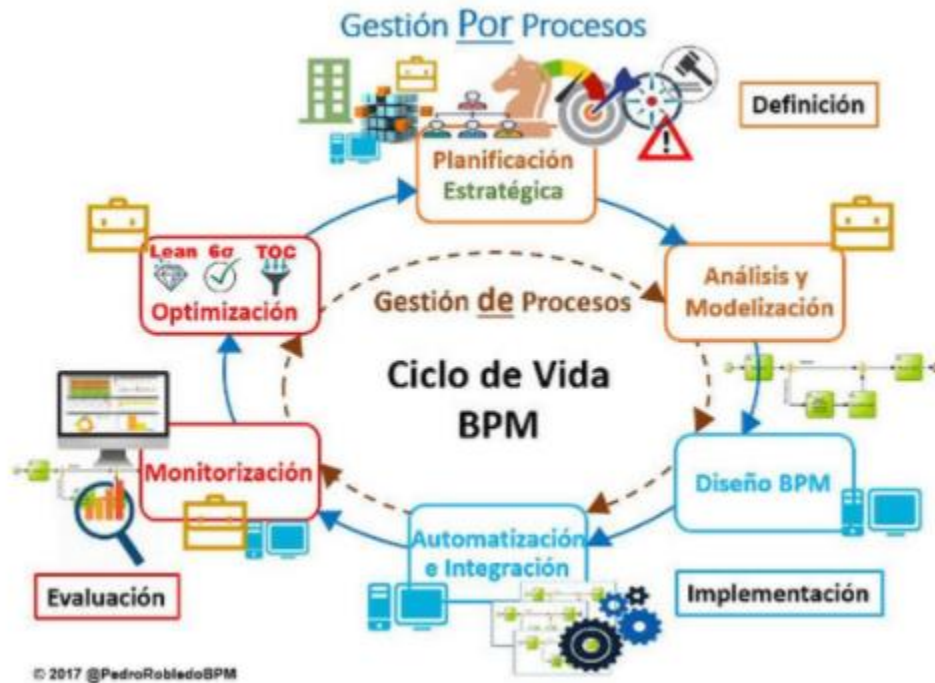 Gestión Por Procesos
Definición
Planificación
Estratégica
Lean 6σ TOC
Optimización
Análisis y
Modelización
Gestión de Procesos
Ciclo de Vida
BPM
Monitorización
Diseño BPM
Automatización
e Integración
Evaluación
Implementación
© 2017 @PedroRobledoBPM